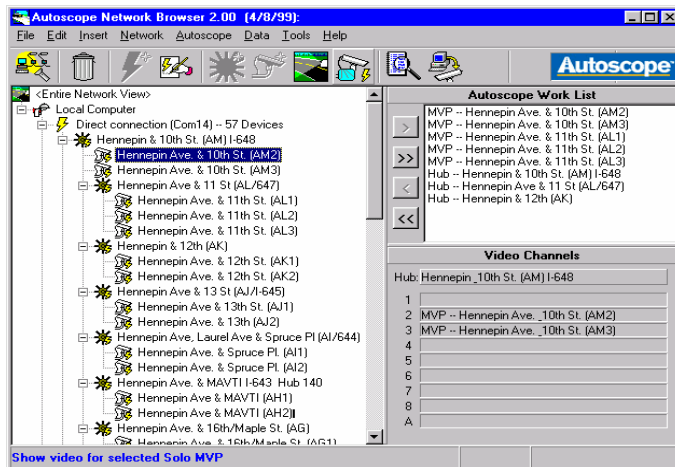 Autoscope Network Browser 2.00 (4/8/99):
File Edit Insert Network Autoscope Data Tools Help
Autoscope
<Entire Network View>
Local Computer
Direct connection (Com14) -- 57 Devices
Hennepin & 10th St. (AM) I-648
Hennepin Ave. & 10th St. (AM2)
Hennepin Ave. & 10th St. (AM3)
Hennepin Ave & 11 St (AL/647)
Hennepin Ave. & 11th St. (AL1)
Hennepin Ave. & 11th St. (AL2)
Hennepin Ave. & 11th St. (AL3)
Hennepin & 12th (AK)
Hennepin Ave. & 12th St. (AK1)
Hennepin Ave. & 12th St. (AK2)
Hennepin Ave & 13 St (AJ/I-645)
Hennepin Ave & 13th St. (AJ1)
Hennepin Ave. & 13th (AJ2)
Hennepin Ave, Laurel Ave & Spruce Pl (AI/644)
Hennepin Ave. & Spruce Pl. (AI1)
Hennepin Ave. & Spruce Pl. (AI2)
Hennepin Ave. & MAVTI I-643 Hub 140
Hennepin Ave & MAVTI (AH1)
Hennepin Ave & MAVTI (AH2)I
Hennepin Ave. & 16th/Maple St. (AG)
Hennepin Ave. & 16th/Maple St. (AG1)
Autoscope Work List
>
>>
<
<<
MVP -- Hennepin Ave. & 10th St. (AM2)
MVP -- Hennepin Ave. & 10th St. (AM3)
MVP -- Hennepin Ave. & 11th St. (AL1)
MVP -- Hennepin Ave. & 11th St. (AL2)
MVP -- Hennepin Ave. & 11th St. (AL3)
Hub -- Hennepin & 10th St. (AM) I-648
Hub -- Hennepin Ave & 11 St (AL/647)
Hub -- Hennepin & 12th (AK)
Video Channels
Hub: Hennepin _10th St. (AM) I-648
1
2 MVP -- Hennepin Ave. _10th St. (AM2)
3 MVP -- Hennepin Ave. _10th St. (AM3)
4
5
6
7
8
A
Show video for selected Solo MVP